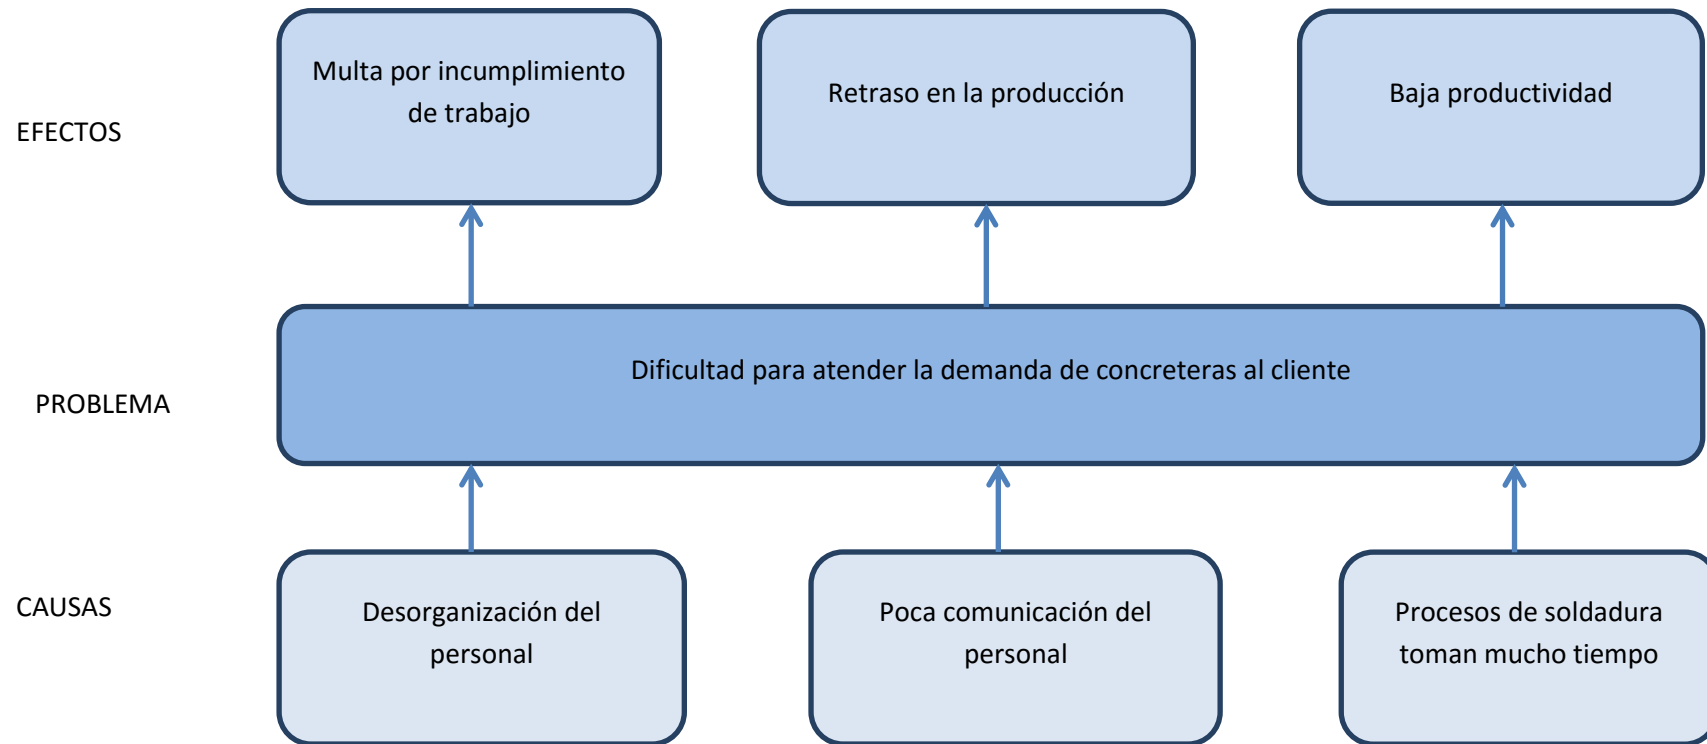 EFECTOS
Multa por incumplimiento
de trabajo
Retraso en la producción
Baja productividad
PROBLEMA
Dificultad para atender la demanda de concreteras al cliente
CAUSAS
Desorganización del
personal
Poca comunicación del
personal
Procesos de soldadura
toman mucho tiempo